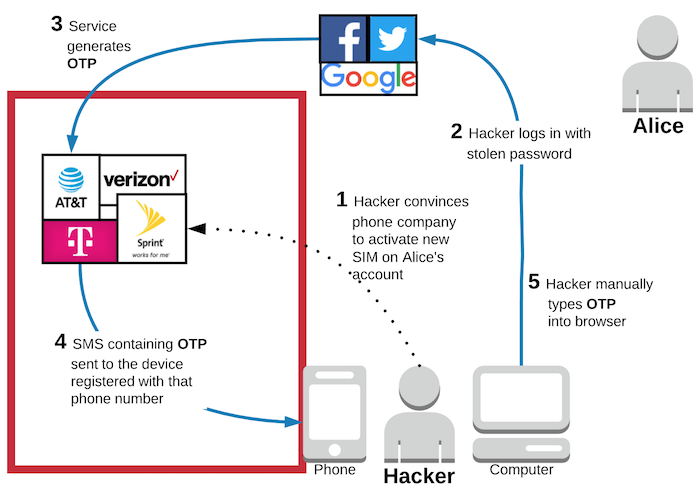 3 Service
generates
OTP
f
Google
Alice
2 Hacker logs in with
stolen password
AT&T
verizon✓
T
Sprint
works for me®
1 Hacker convinces
phone company
to activate new
SIM on Alice's
account
5 Hacker manually
types OTP
into browser
4 SMS containing OTP
sent to the device
registered with that
phone number
Phone
Hacker
Computer